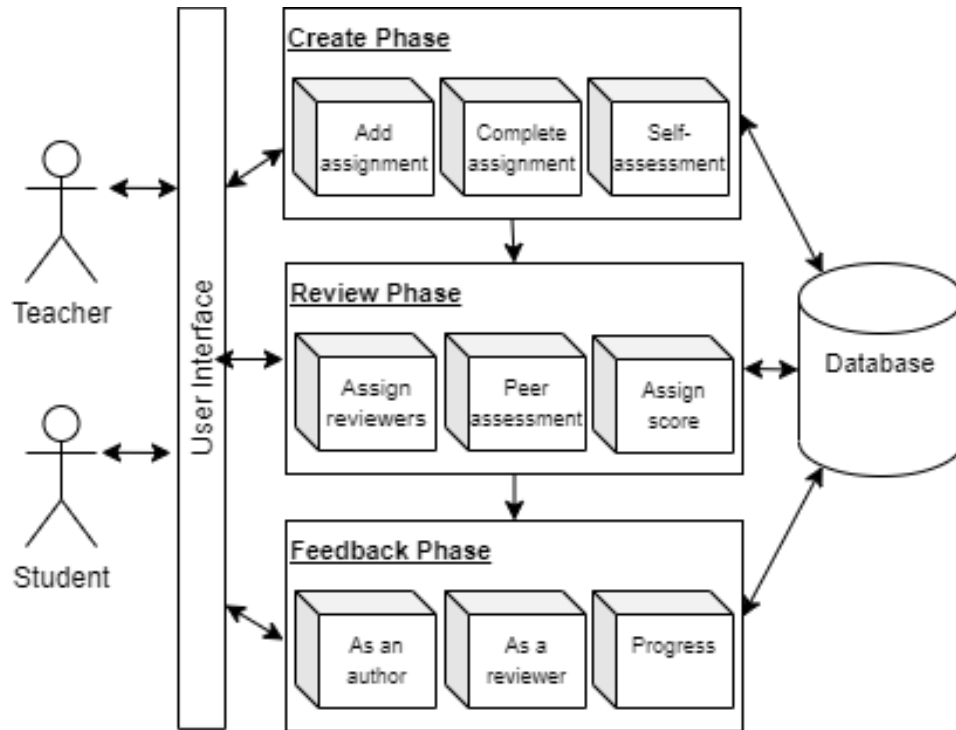 Create Phase
Add
assignment
Complete
assignment
Self-
assessment
Teacher
User Interface
Review Phase
Assign
reviewers
Peer
assessment
Assign
score
Database
Student
Feedback Phase
As an
author
As a
reviewer
Progress